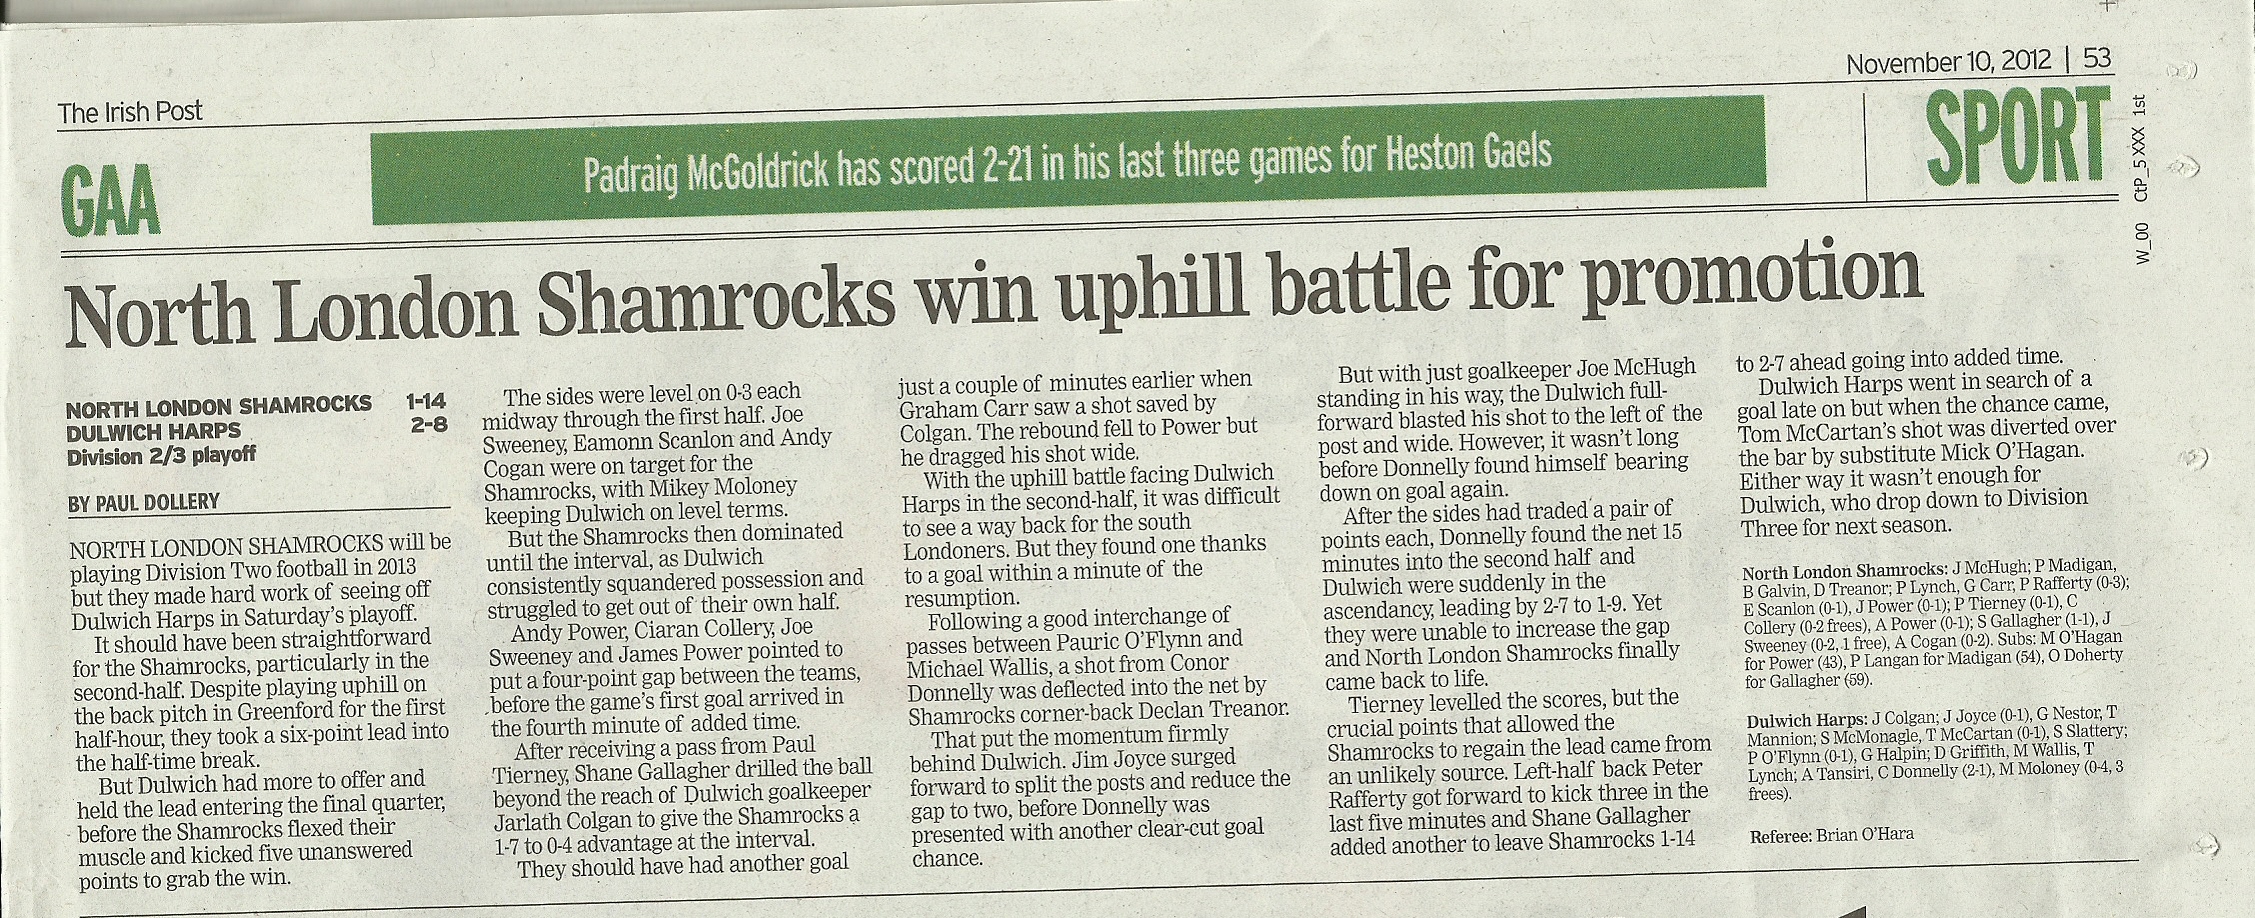 November 10, 2012 | 53
The Irish Post
GAA
Padraig McGoldrick has scored 2-21 in his last three games for Heston Gaels
SPORT
W_00 CtP_5XXX 1st
North London Shamrocks win uphill battle for promotion
NORTH LONDON SHAMROCKS 1-14
DULWICH HARPS 2-8
Division 2/3 playoff
BY PAUL DOLLERY
NORTH LONDON SHAMROCKS will be
playing Division Two football in 2013
but they made hard work of seeing off
Dulwich Harps in Saturday's playoff.
It should have been straightforward
for the Shamrocks, particularly in the
second-half. Despite playing uphill on
the back pitch in Greenford for the first
half-hour, they took a six-point lead into
the half-time break.
But Dulwich had more to offer and
held the lead entering the final quarter,
before the Shamrocks flexed their
muscle and kicked five unanswered
points to grab the win.
The sides were level on 0-3 each
midway through the first half. Joe
Sweeney, Eamonn Scanlon and Andy
Cogan were on target for the
Shamrocks, with Mikey Moloney
keeping Dulwich on level terms.
But the Shamrocks then dominated
until the interval, as Dulwich
consistently squandered possession and
struggled to get out of their own half.
Andy Power, Ciaran Collery, Joe
Sweeney and James Power pointed to
put a four-point gap between the teams,
before the game's first goal arrived in
the fourth minute of added time.
After receiving a pass from Paul
Tierney, Shane Gallagher drilled the ball
beyond the reach of Dulwich goalkeeper
Jarlath Colgan to give the Shamrocks a
1-7 to 0-4 advantage at the interval.
They should have had another goal
just a couple of minutes earlier when
Graham Carr saw a shot saved by
Colgan. The rebound fell to Power but
he dragged his shot wide.
With the uphill battle facing Dulwich
Harps in the second-half, it was difficult
to see a way back for the south
Londoners. But they found one thanks
to a goal within a minute of the
resumption.
Following a good interchange of
passes between Pauric O'Flynn and
Michael Wallis, a shot from Conor
Donnelly was deflected into the net by
Shamrocks corner-back Declan Treanor.
That put the momentum firmly
behind Dulwich. Jim Joyce surged
forward to split the posts and reduce the
gap to two, before Donnelly was
presented with another clear-cut goal
chance.
But with just goalkeeper Joe McHugh
standing in his way, the Dulwich full-
forward blasted his shot to the left of the
post and wide. However, it wasn't long
before Donnelly found himself bearing
down on goal again.
After the sides had traded a pair of
points each, Donnelly found the net 15
minutes into the second half and
Dulwich were suddenly in the
ascendancy, leading by 2-7 to 1-9. Yet
they were unable to increase the gap
and North London Shamrocks finally
came back to life.
Tierney levelled the scores, but the
crucial points that allowed the
Shamrocks to regain the lead came from
an unlikely source. Left-half back Peter
Rafferty got forward to kick three in the
last five minutes and Shane Gallagher
added another to leave Shamrocks 1-14
to 2-7 ahead going into added time.
Dulwich Harps went in search of a
goal late on but when the chance came,
Tom McCartan's shot was diverted over
the bar by substitute Mick O'Hagan.
Either way it wasn't enough for
Dulwich, who drop down to Division
Three for next season.
North London Shamrocks: J McHugh; P Madigan,
B Galvin, D Treanor; P Lynch, G Carr, P Rafferty (0-3);
E Scanlon (0-1), J Power (0-1); P Tierney (0-1), C
Collery (0-2 frees), A Power (0-1); S Gallagher (1-1), J
Sweeney (0-2, 1 free), A Cogan (0-2). Subs: M O'Hagan
for Power (43), P Langan for Madigan (54), O Doherty
for Gallagher (59).
Dulwich Harps: J Colgan; J Joyce (0-1), G Nestor, T
Mannion; S McMonagle, T McCartan (0-1), S Slattery;
P O'Flynn (0-1), G Halpin; D Griffith, M Wallis, T
Lynch; A Tansiri, C Donnelly (2-1), M Moloney (0-4, 3
frees).
Referee: Brian O'Hara